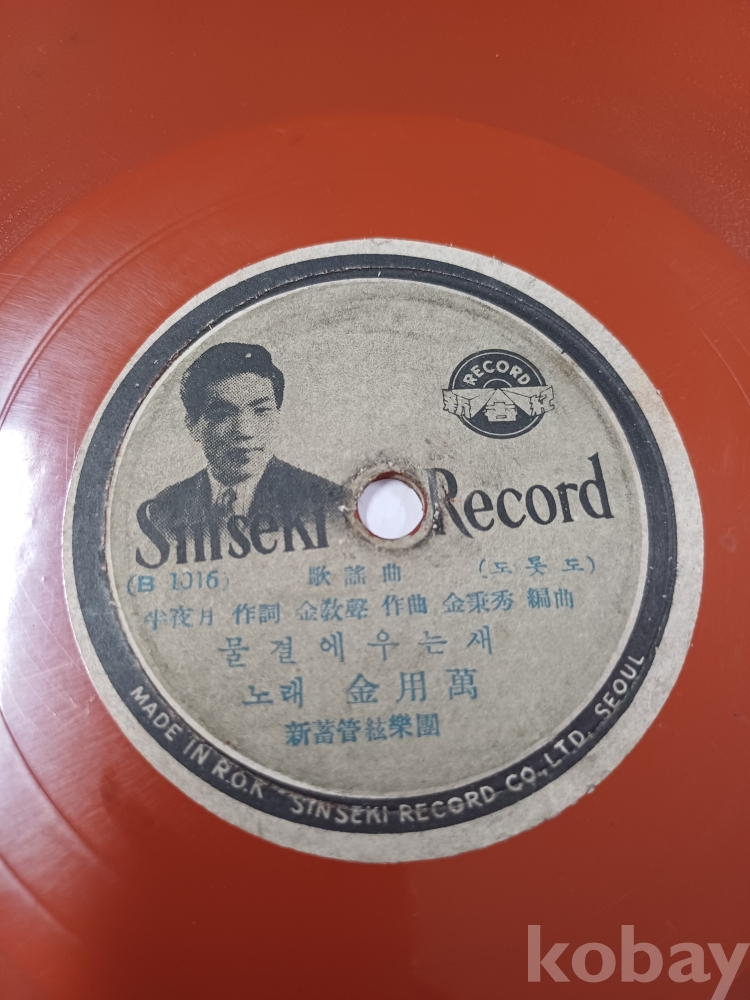 RECORD
新世紀
Sinseki Record
(B 1016) 歌謠曲 (도롯도)
半夜月 作詞 金敎聲 作曲 金秉秀 編曲
물결에우는새
노래 金用萬
新蓄管絃樂團
MADE IN R.O.K SINSEKI RECORD CO., LTD. SEOUL
kobay